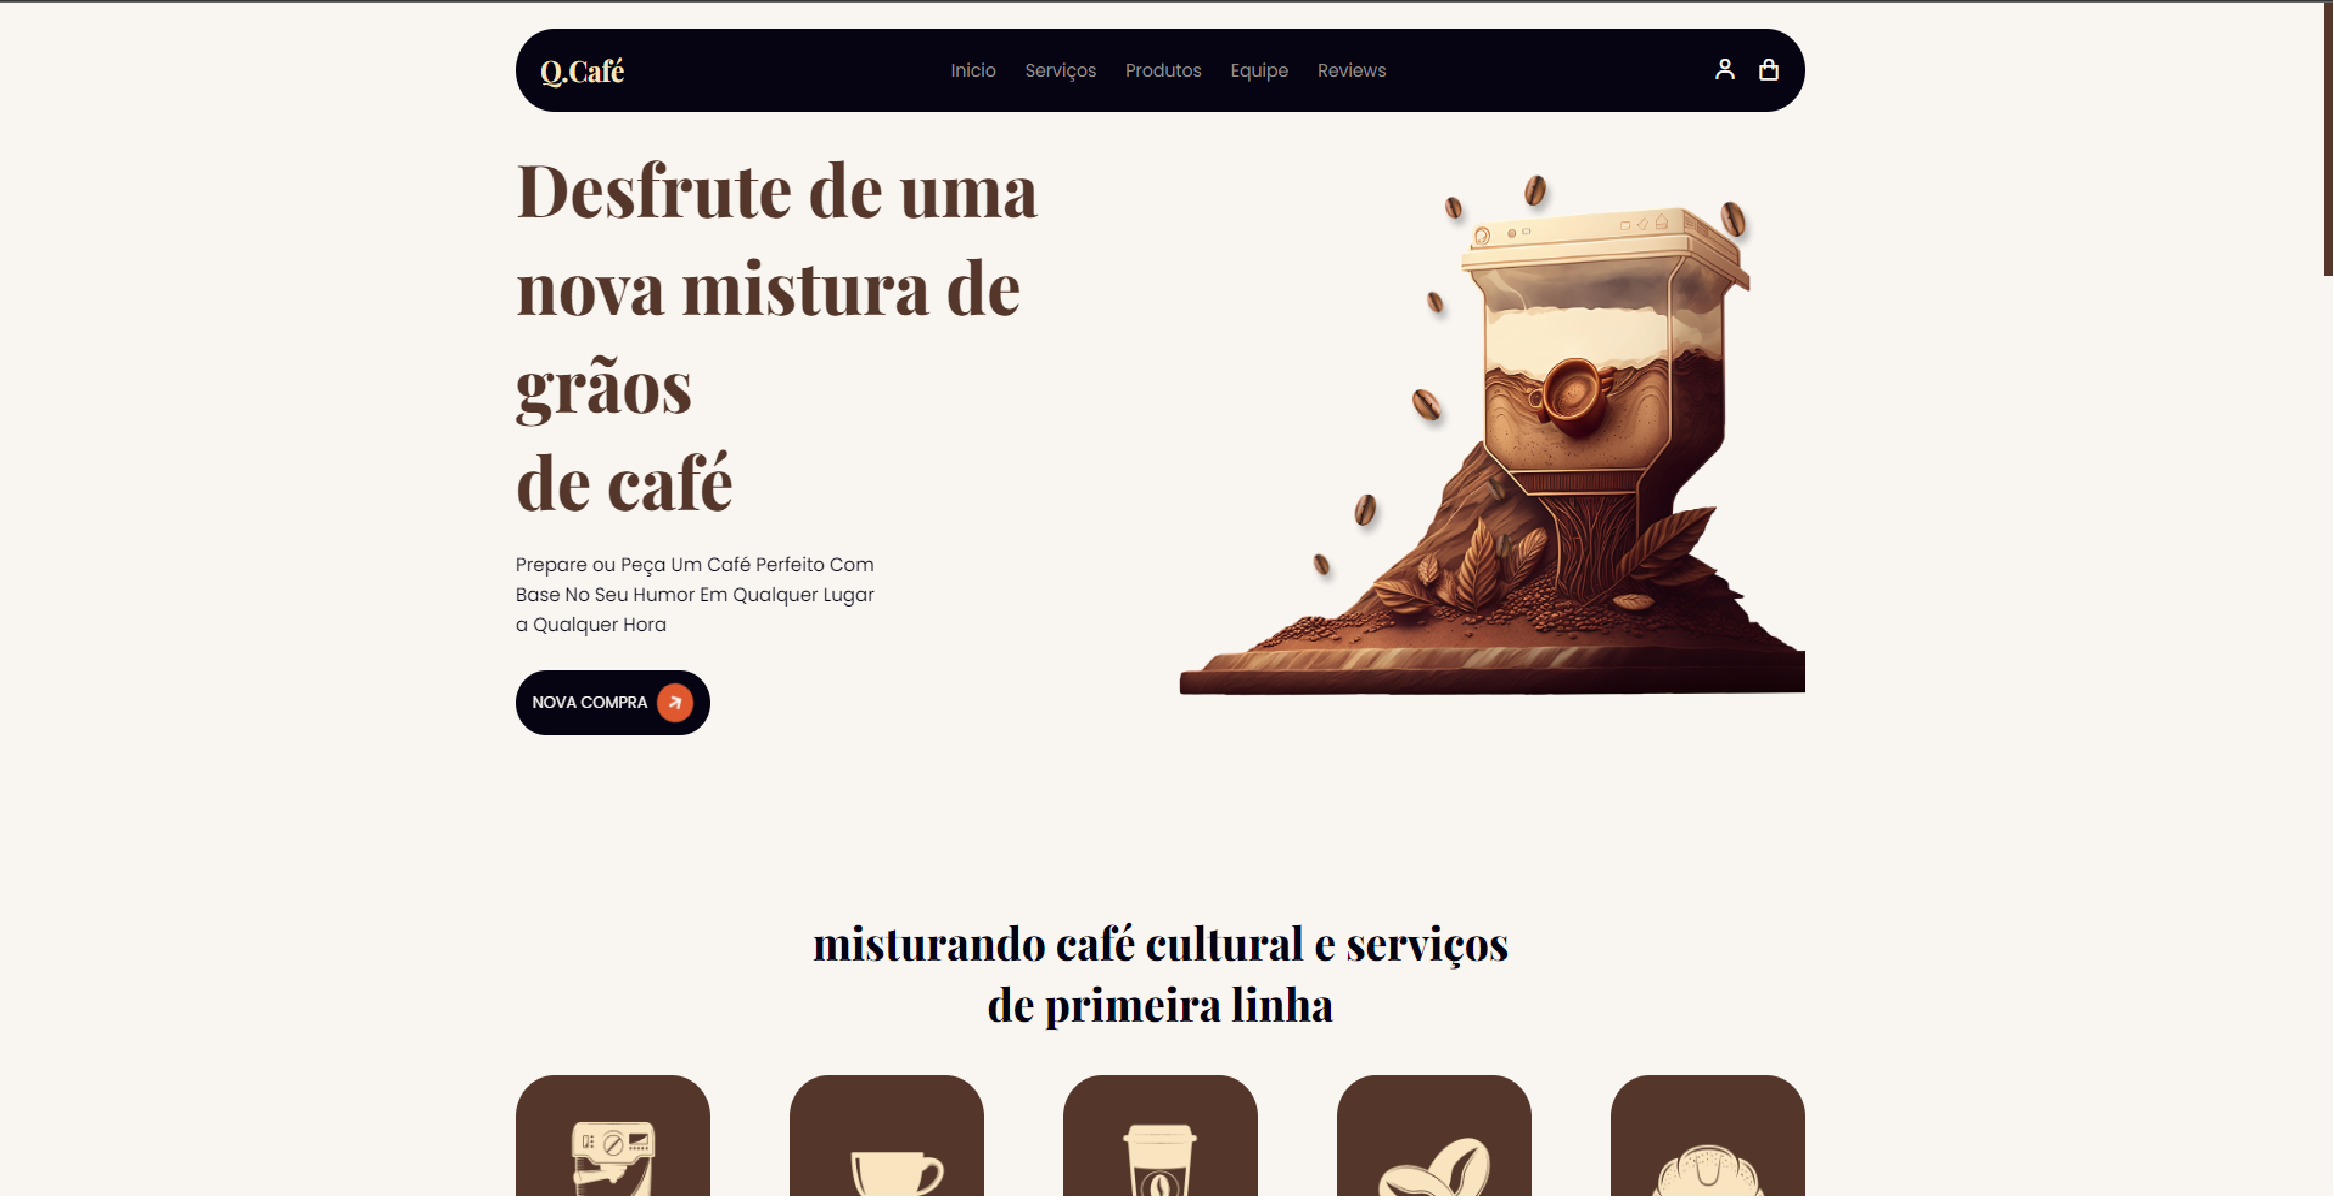 Q.Café
Inicio Serviços Produtos Equipe Reviews
Desfrute de uma
nova mistura de
grãos
de café
Prepare ou Peça Um Café Perfeito Com
Base No Seu Humor Em Qualquer Lugar
a Qualquer Hora
NOVA COMPRA
misturando café cultural e serviços
de primeira linha